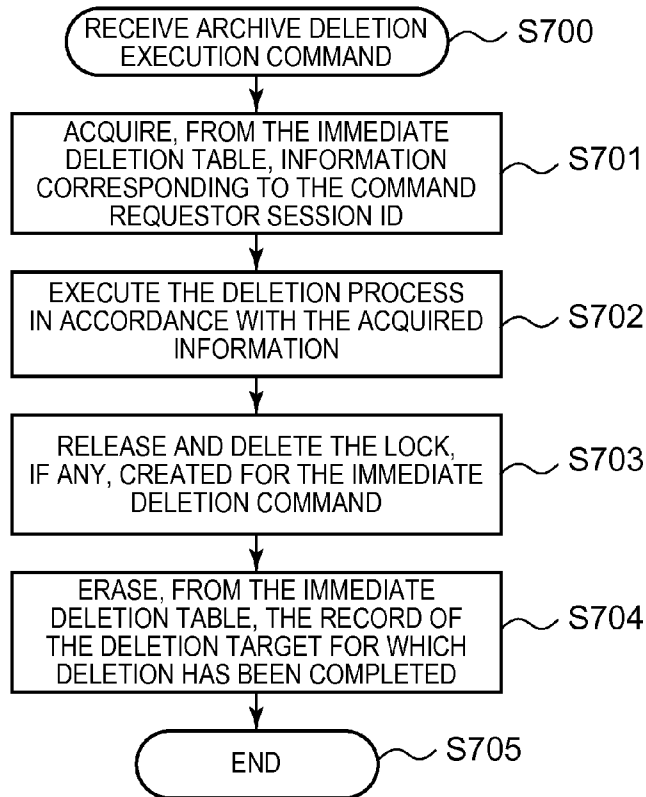 RECEIVE ARCHIVE DELETION
EXECUTION COMMAND
S700
ACQUIRE, FROM THE IMMEDIATE
DELETION TABLE, INFORMATION
CORRESPONDING TO THE COMMAND
REQUESTOR SESSION ID
S701
EXECUTE THE DELETION PROCESS
IN ACCORDANCE WITH THE ACQUIRED
INFORMATION
S702
RELEASE AND DELETE THE LOCK,
IF ANY, CREATED FOR THE IMMEDIATE
DELETION COMMAND
S703
ERASE, FROM THE IMMEDIATE
DELETION TABLE, THE RECORD OF
THE DELETION TARGET FOR WHICH
DELETION HAS BEEN COMPLETED
S704
END
S705